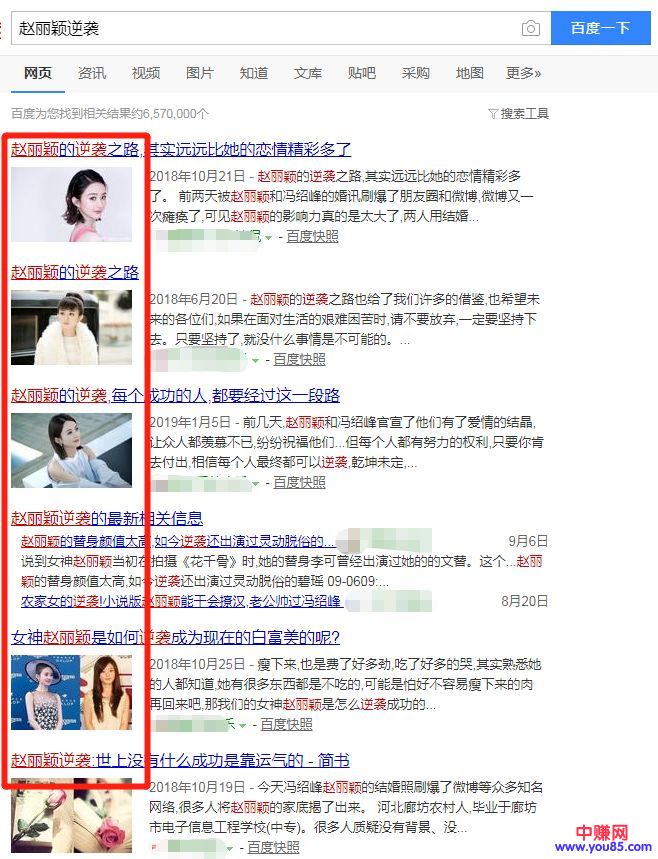 赵丽颖逆袭
百度一下
网页 资讯 视频 图片 知道 文库 贴吧 采购 地图 更多»
百度为您找到相关结果约6,570,000个
搜索工具
赵丽颖的逆袭之路,其实远远比她的恋情精彩多了
2018年10月21日 - 赵丽颖的逆袭之路,其实远远比她的恋情精彩多
了。 前两天被赵丽颖和冯绍峰的婚讯刷爆了朋友圈和微博,微博又一
次瘫痪了,可见赵丽颖的影响力真的是太大了,两人用结婚...
- 百度快照
赵丽颖的逆袭之路
2018年6月20日 - 赵丽颖的逆袭之路也给了我们许多的借鉴,也希望未
来的各位们,如果在面对生活的艰难困苦时,请不要放弃,一定要坚持下
去。只要坚持了,就没什么事情是不可能的。...
- 百度快照
赵丽颖的逆袭,每个成功的人,都要经过这一段路
2019年1月5日 - 前几天,赵丽颖和冯绍峰官宣了他们有了爱情的结晶,
让众人都羡慕不已,纷纷祝福他们...但每个人都有努力的权利,只要你肯
去付出,相信每个人最终都可以逆袭,乾坤未定,...
- 百度快照
赵丽颖逆袭的最新相关信息
赵丽颖的替身颜值太高,如今逆袭还出演过灵动脱俗的...
9月6日
说到女神赵丽颖当初在拍摄《花千骨》时,她的替身李可曾经出演过她的的文替。这个...赵丽
颖的替身颜值太高,如今逆袭还出演过灵动脱俗的碧瑶 09-0609:...
农家女的逆袭!小说版赵丽颖能干会撩汉,老公帅过冯绍峰
8月20日
女神赵丽颖是如何逆袭成为现在的白富美的呢?
2018年10月25日 - 瘦下来,也是费了好多劲,吃了好多的哭,其实熟悉她
的人都知道,她有很多东西都是不吃的,可能是怕好不容易瘦下来的肉
再回来吧,那我们的女神赵丽颖是怎么逆袭成功的...
乐 - 百度快照
赵丽颖逆袭:世上没有什么成功是靠运气的 - 简书
2018年10月19日 - 今天冯绍峰赵丽颖的结婚照刷爆了微博等众多知名
网络,很多人将赵丽颖的家底揭了出来。 河北廊坊农村人,毕业于廊坊
市电子信息工程学校(中专)。很多人质疑没有背景、没...
- 百度快照
中赚网
www.you85.com